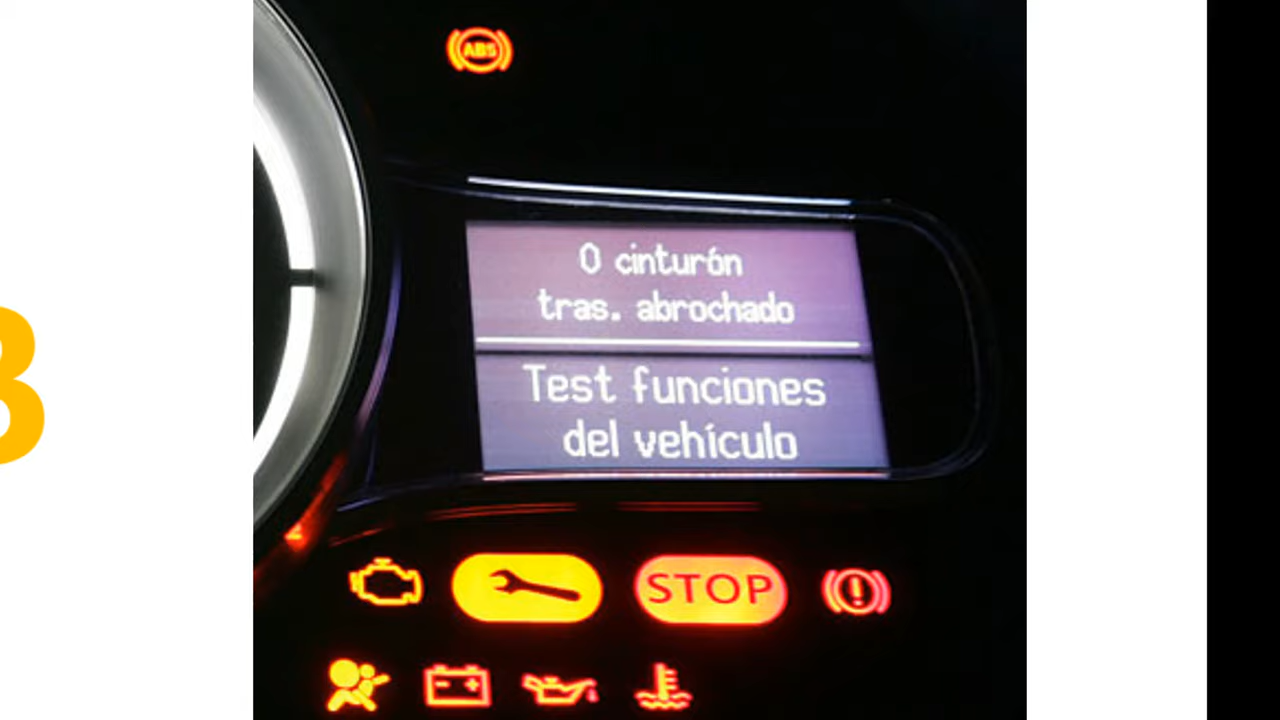 ABS
0 cinturón
tras. abrochado
Test funciones
del vehículo
STOP